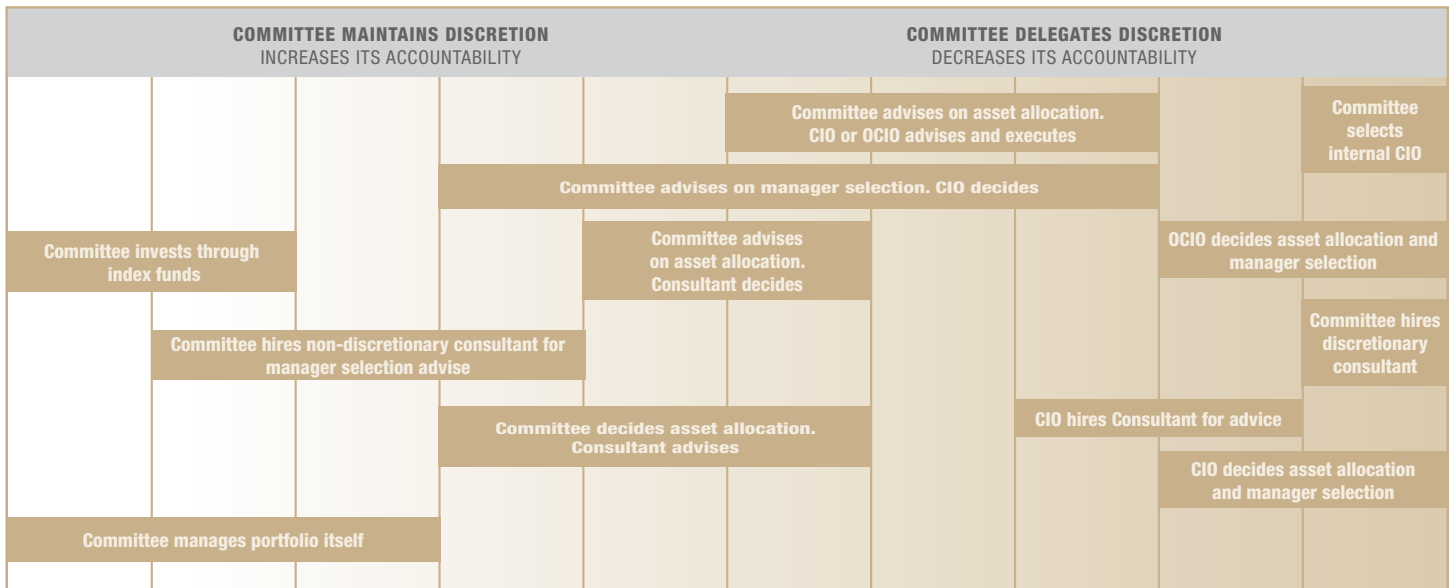 COMMITTEE MAINTAINS DISCRETION
INCREASES ITS ACCOUNTABILITY
COMMITTEE DELEGATES DISCRETION
DECREASES ITS ACCOUNTABILITY
Committee advises on asset allocation.
CIO or OCIO advises and executes
Committee
selects
internal CIO
Committee advises on manager selection. CIO decides
Committee invests through
index funds
Committee advises
on asset allocation.
Consultant decides
OCIO decides asset allocation and
manager selection
Committee hires non-discretionary consultant for
manager selection advise
Committee hires
discretionary
consultant
Committee decides asset allocation.
Consultant advises
CIO hires Consultant for advice
CIO decides asset allocation
and manager selection
Committee manages portfolio itself